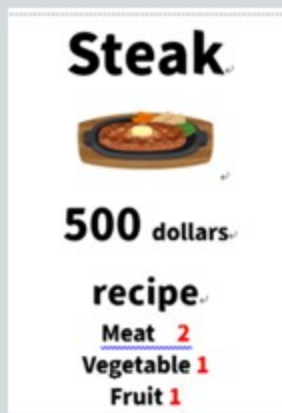 Steak
500 dollars
recipe
Meat 2
Vegetable 1
Fruit 1